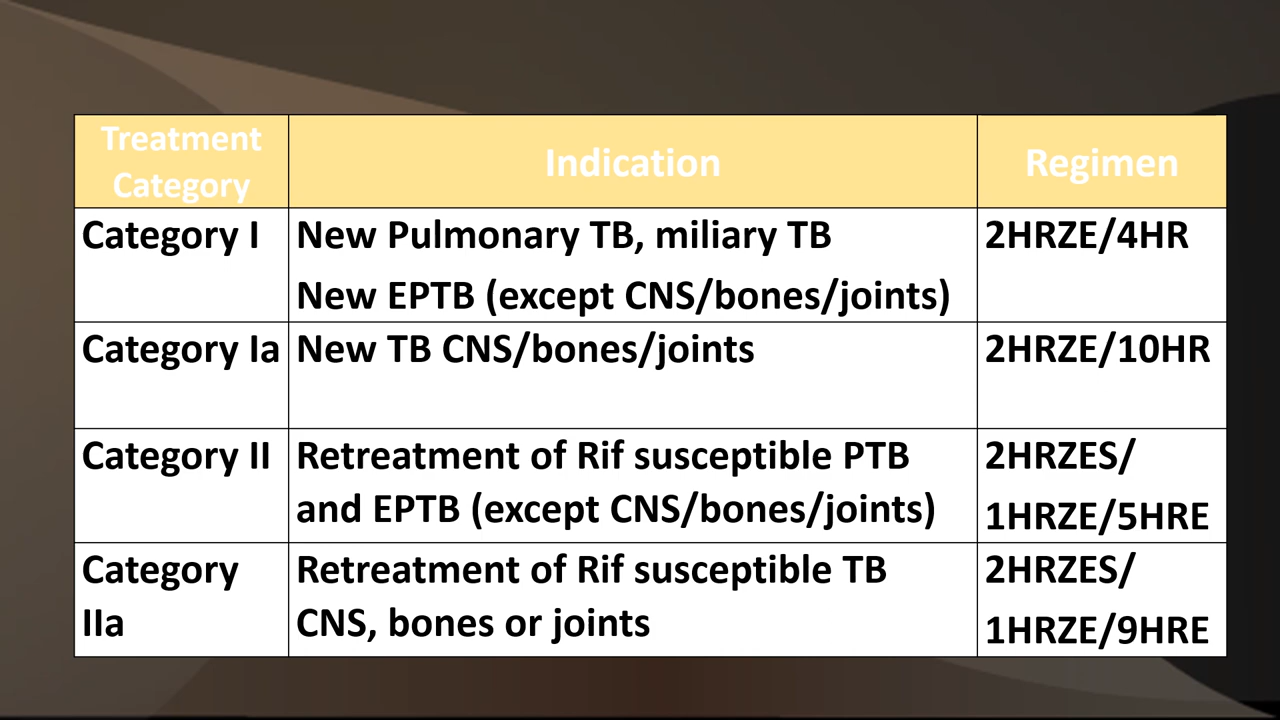 Treatment
Category
Indication
Regimen
Category I
New Pulmonary TB, miliary TB
New EPTB (except CNS/bones/joints)
2HRZE/4HR
Category Ia
New TB CNS/bones/joints
2HRZE/10HR
Category II
Retreatment of Rif susceptible PTB
and EPTB (except CNS/bones/joints)
2HRZES/
1HRZE/5HRE
Category
IIa
Retreatment of Rif susceptible TB
CNS, bones or joints
2HRZES/
1HRZE/9HRE